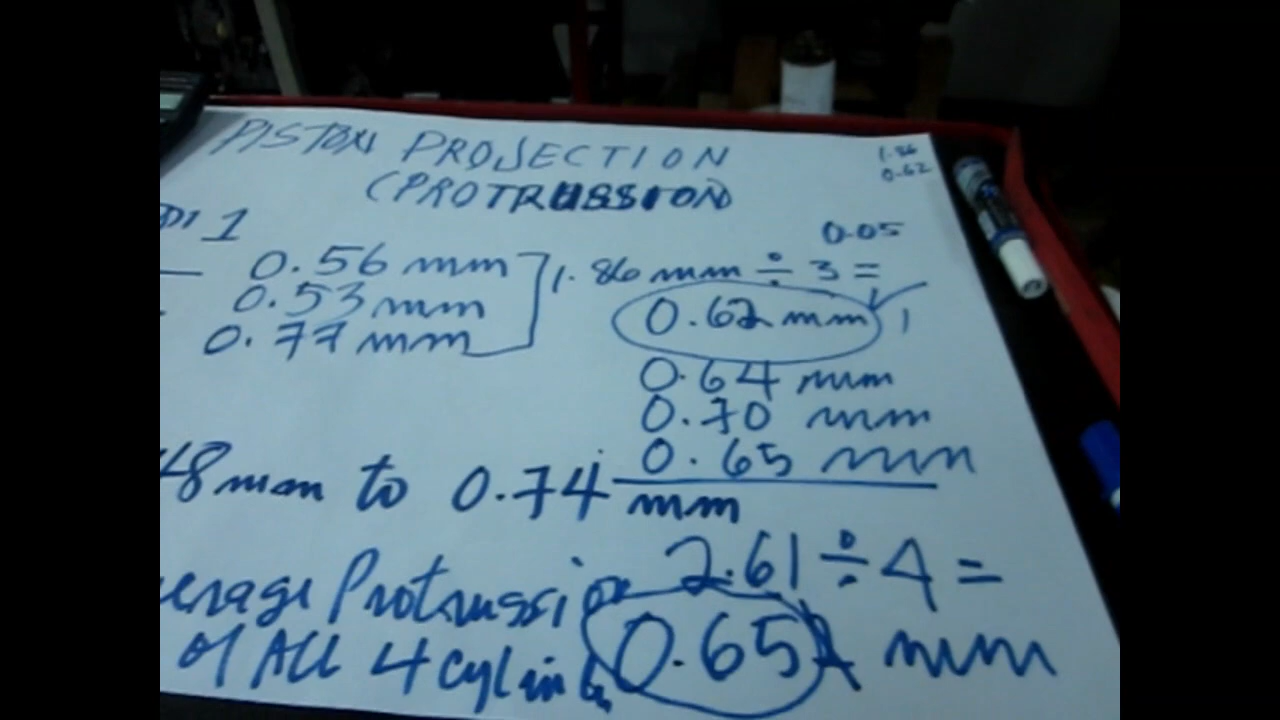 PISTON PROJECTION
(PROTRUSSION)
1.86
0.62
1
0.05
0.56 mm
1.86 mm ÷ 3 =
0.53 mm
0.62 mm
0.77 mm
0.64 mm
0.70 mm
0.65 mm
48 mm to 0.74 mm
2.61 ÷ 4 =
erage Protrussion
0.65 mm
of All 4 cylin